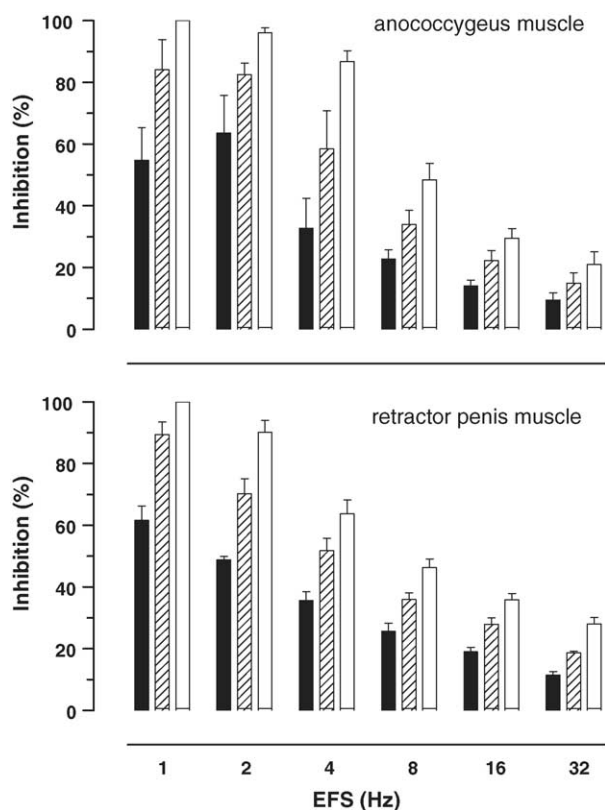 anococcygeus muscle
Inhibition (%)
100
80
60
40
20
0
retractor penis muscle
Inhibition (%)
100
80
60
40
20
0
1 2 4 8 16 32
EFS (Hz)